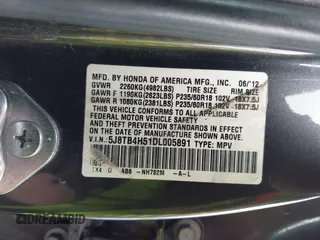 MFD. BY HONDA OF AMERICA MFG., INC. 06/12
GVWR 2260KG(4982LBS) TIRE SIZE RIM SIZE
GAWR F 1190KG(2623LBS) P235/60R18 102V 18X7.5J
GAWR R 1080KG(2381LBS) P235/60R18 102V 18X7.5J
THIS VEHICLE CONFORMS TO ALL APPLICABLE
FEDERAL MOTOR VEHICLE SAFETY AND
THEFT PREVENTION STANDARDS IN EFFECT ON
THE DATE OF MANUFACTURE SHOWN ABOVE.
V.I.N.: 5J8TB4H51DL005891 TYPE: MPV
NH782M -A-L
DREAMBID